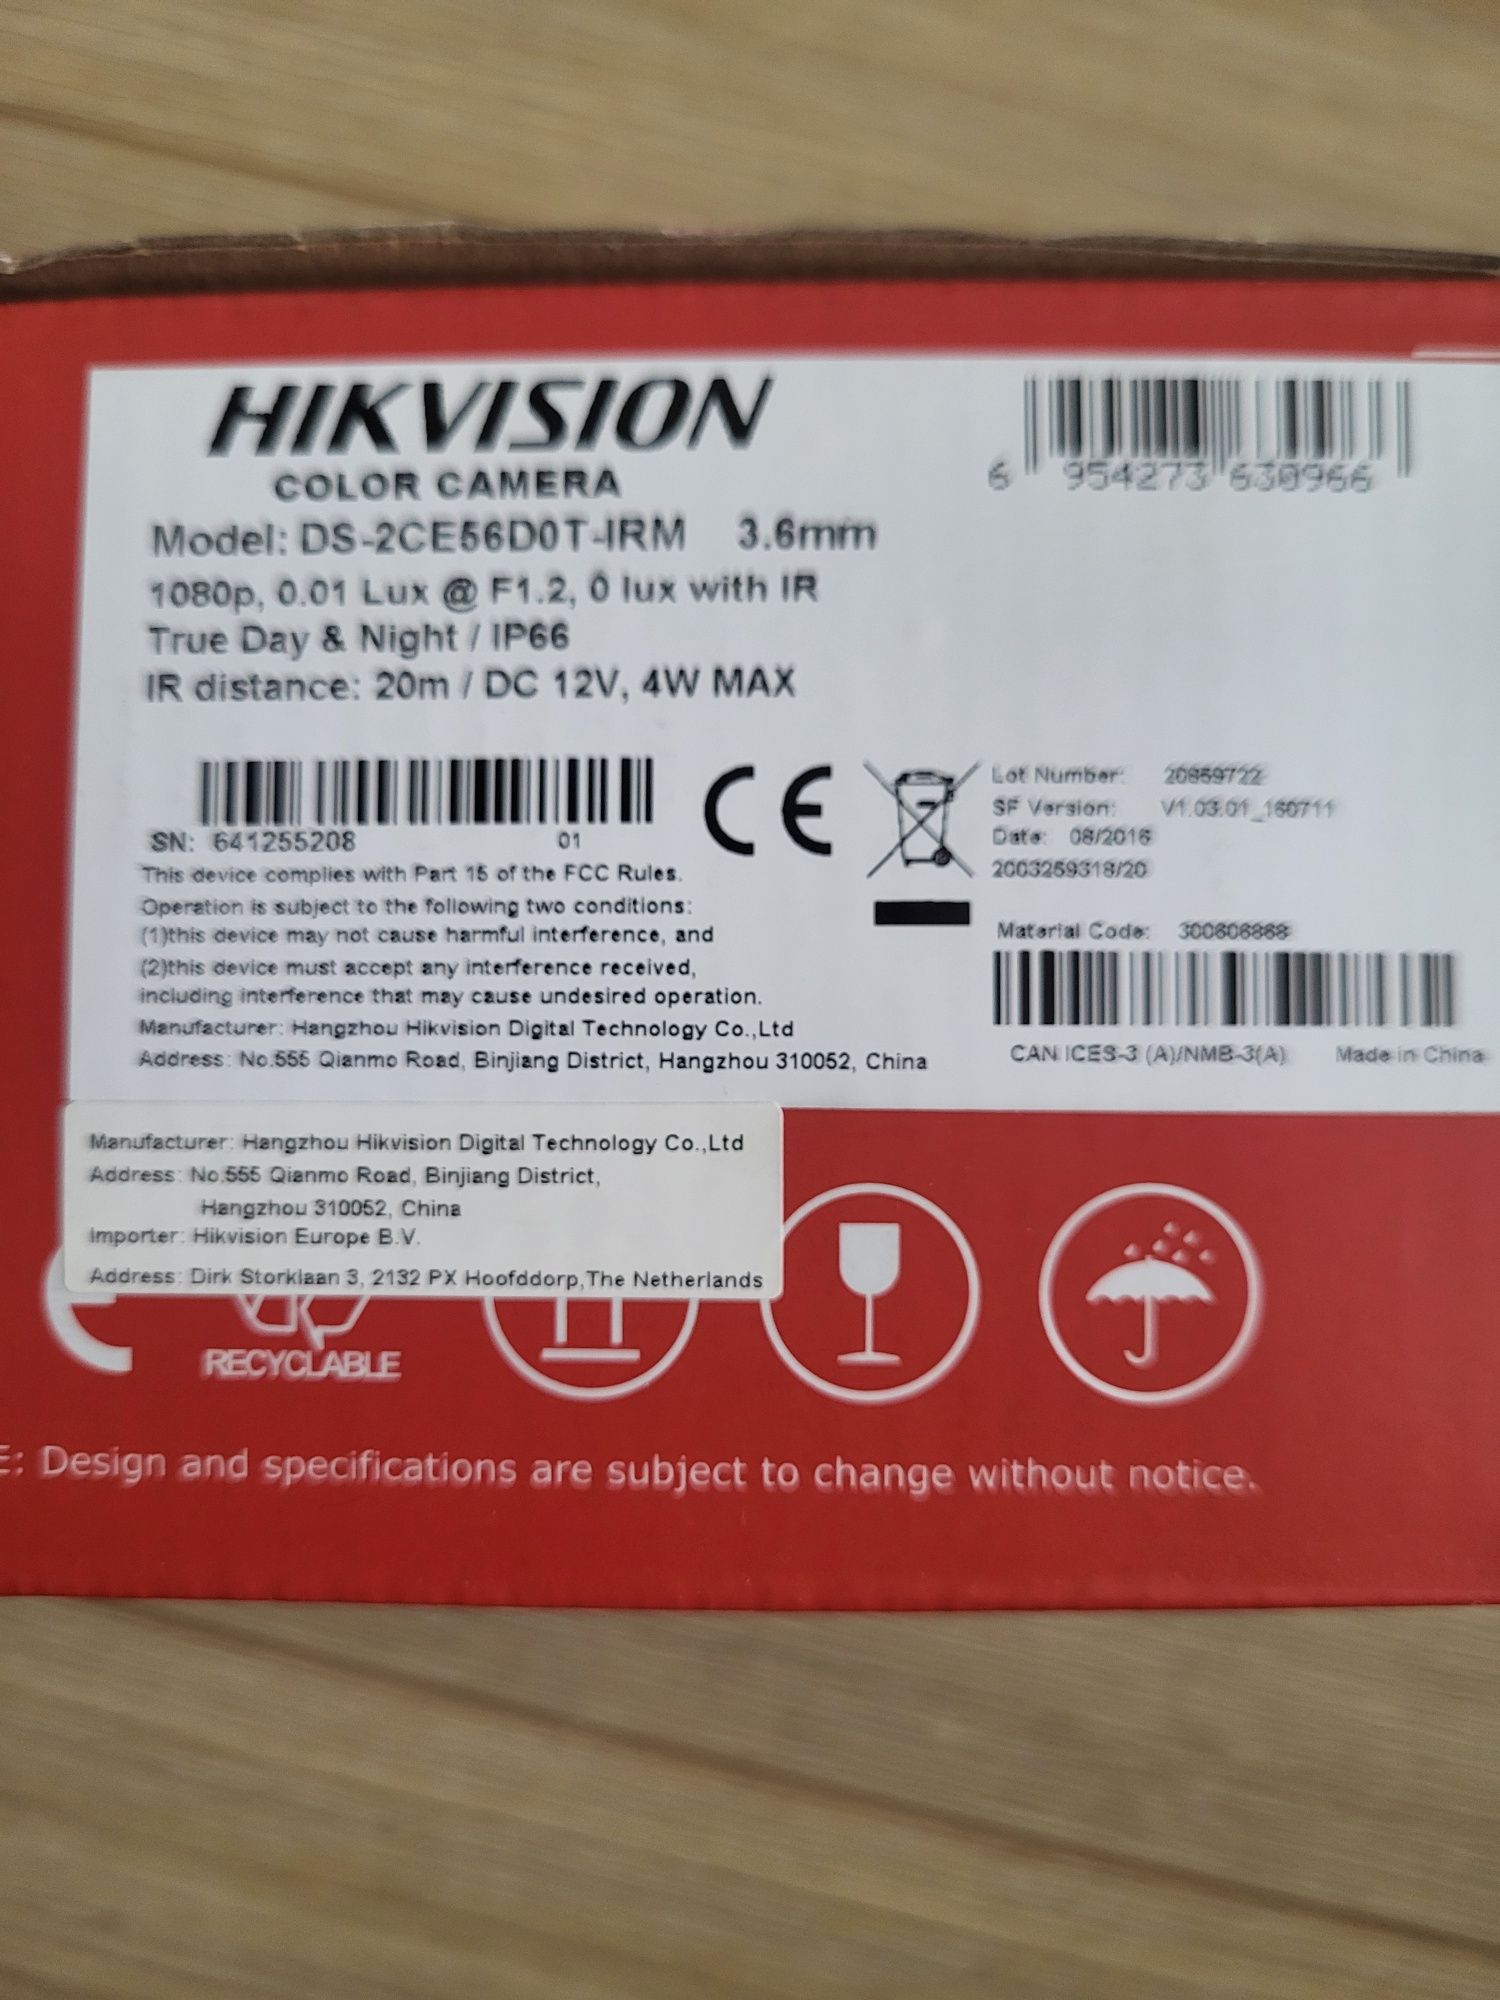 HIKVISION
COLOR CAMERA
Model: DS-2CE56D0T-IRM 3.6mm
1080p, 0.01 Lux @ F1.2, 0 lux with IR
True Day & Night / IP66
IR distance: 20m / DC 12V, 4W MAX
6 954273 630966
SN: 641255208 01
This device complies with Part 15 of the FCC Rules.
Operation is subject to the following two conditions:
(1)this device may not cause harmful interference, and
(2)this device must accept any interference received,
including interference that may cause undesired operation.
Manufacturer: Hangzhou Hikvision Digital Technology Co.,Ltd
Address: No.555 Qianmo Road, Binjiang District, Hangzhou 310052, China
CE
Lot Number: 20859722
SF Version: V1.03.01_160711
Date: 08/2016
2003259318/20
Material Code: 300606868
CAN ICES-3 (A)/NMB-3(A) Made in China
Manufacturer: Hangzhou Hikvision Digital Technology Co.,Ltd
Address: No.555 Qianmo Road, Binjiang District,
Hangzhou 310052, China
Importer: Hikvision Europe B.V.
Address: Dirk Storklaan 3, 2132 PX Hoofddorp,The Netherlands
RECYCLABLE
E: Design and specifications are subject to change without notice.